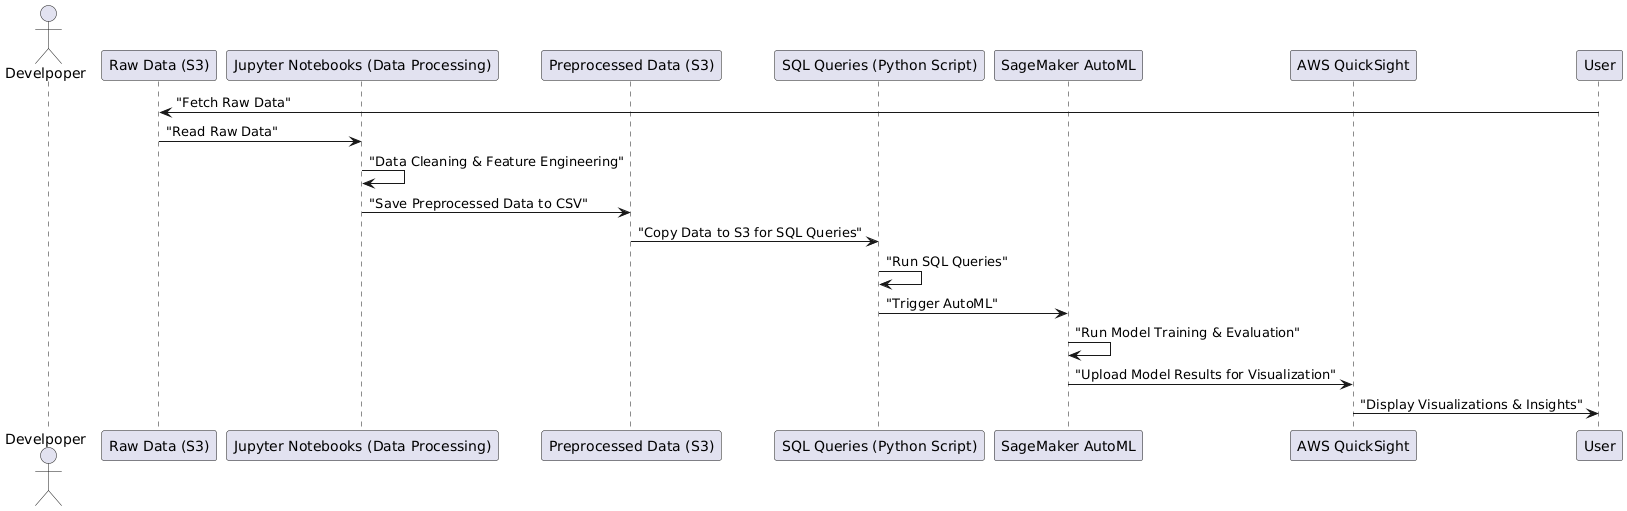 Develpoper
Raw Data (S3)
Jupyter Notebooks (Data Processing)
Preprocessed Data (S3)
SQL Queries (Python Script)
SageMaker AutoML
AWS QuickSight
User
"Fetch Raw Data"
"Read Raw Data"
"Data Cleaning & Feature Engineering"
"Save Preprocessed Data to CSV"
"Copy Data to S3 for SQL Queries"
"Run SQL Queries"
"Trigger AutoML"
"Run Model Training & Evaluation"
"Upload Model Results for Visualization"
"Display Visualizations & Insights"
Develpoper
Raw Data (S3)
Jupyter Notebooks (Data Processing)
Preprocessed Data (S3)
SQL Queries (Python Script)
SageMaker AutoML
AWS QuickSight
User